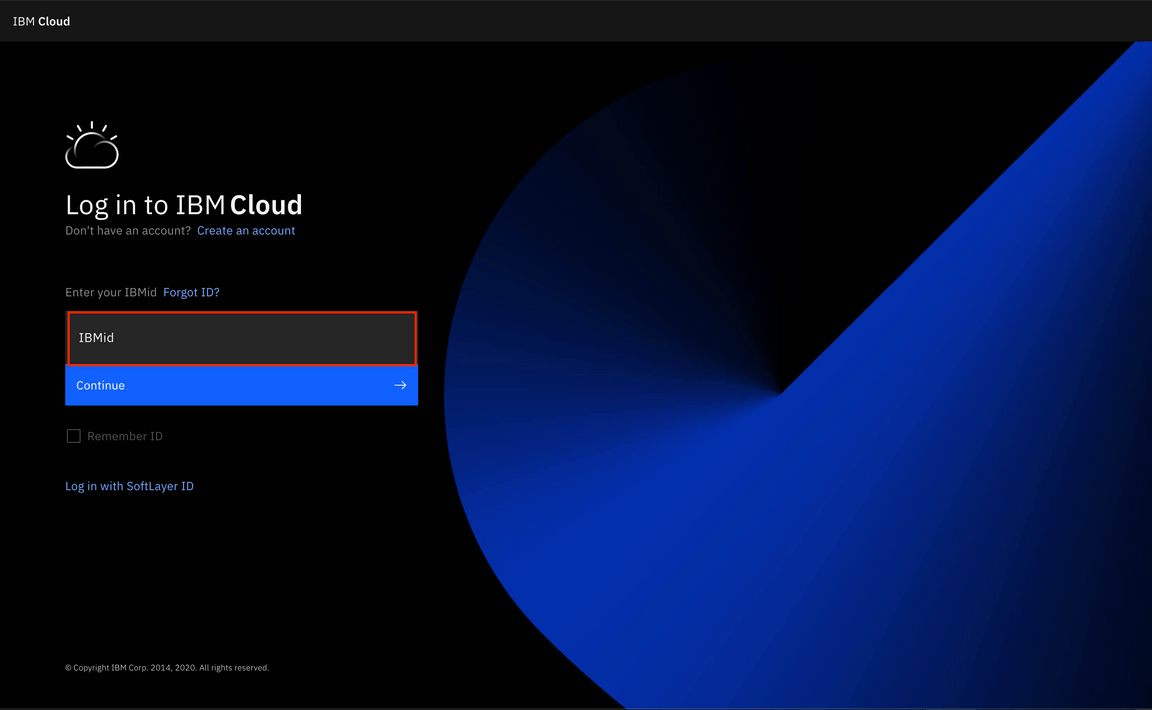 IBM Cloud
Log in to IBM Cloud
Don't have an account? Create an account
Enter your IBMid Forgot ID?
IBMid
Continue
Remember ID
Log in with SoftLayer ID
© Copyright IBM Corp. 2014, 2020. All rights reserved.